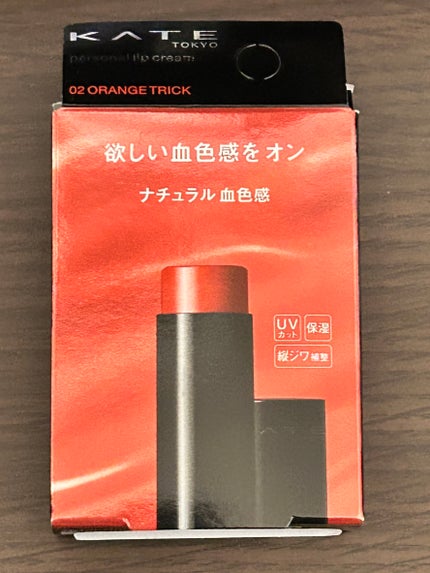 KATE
TOKYO
personal lip cream
02 ORANGE TRICK
欲しい血色感をオン
ナチュラル血色感
UV
カット
保湿
縦ジワ補整